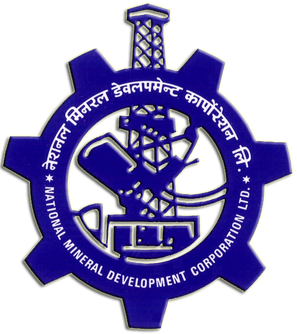 * नेशनल मिनरल डेवलपमेन्ट कार्पोरेशन लि. *
NATIONAL MINERAL DEVELOPMENT CORPORATION LTD.